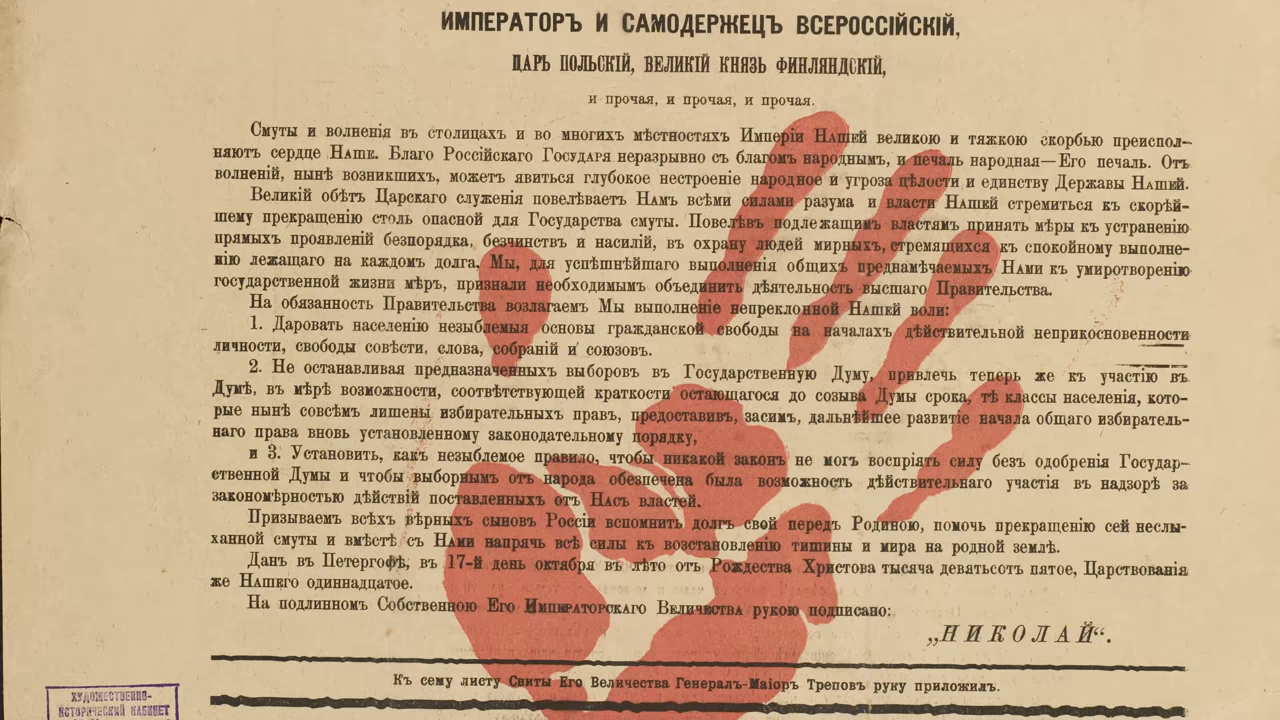 ИМПЕРАТОРЪ И САМОДЕРЖЕЦЪ ВСЕРОССІЙСКІЙ,
ЦАРЬ ПОЛЬСКІЙ, ВЕЛИКІЙ КНЯЗЬ ФИНЛЯНДСКІЙ,
и прочая, и прочая, и прочая.
Смуты и волненія въ столицахъ и во многихъ мѣстностяхъ Имперіи Нашей великою и тяжкою скорбью преиспол-
няютъ сердце Наше. Благо Россійскаго Государя неразрывно съ благомъ народнымъ, и печаль народная—Его печаль. Отъ
волненій, нынѣ возникшихъ, можетъ явиться глубокое нестроеніе народное и угроза цѣлости и единству Державы Нашей.
Великій обѣтъ Царскаго служенія повелѣваетъ Намъ всѣми силами разума и власти Нашей стремиться къ скорѣй-
шему прекращенію столь опасной для Государства смуты. Повелѣвъ подлежащимъ властямъ принять мѣры къ устраненію
прямыхъ проявленій безпорядка, безчинствъ и насилій, въ охрану людей мирныхъ, стремящихся къ спокойному выполне-
нію лежащаго на каждомъ долга, Мы, для успѣшнѣйшаго выполненія общихъ преднамѣчаемыхъ Нами къ умиротворенію
государственной жизни мѣръ, признали необходимымъ объединить дѣятельность высшаго Правительства.
На обязанность Правительства возлагаемъ Мы выполненіе непреклонной Нашей воли:
1. Даровать населенію незыблемыя основы гражданской свободы на началахъ дѣйствительной неприкосновенности
личности, свободы совѣсти, слова, собраній и союзовъ.
2. Не останавливая предназначенныхъ выборовъ въ Государственную Думу, привлечь теперь же къ участію въ
Думѣ, въ мѣрѣ возможности, соотвѣтствующей краткости остающагося до созыва Думы срока, тѣ классы населенія, кото-
рые нынѣ совсѣмъ лишены избирательныхъ правъ, предоставивъ, засимъ, дальнѣйшее развитіе начала общаго избиратель-
наго права вновь установленному законодательному порядку,
и 3. Установить, какъ незыблемое правило, чтобы никакой законъ не могъ воспріять силу безъ одобренія Государ-
ственной Думы и чтобы выборнымъ отъ народа обезпечена была возможность дѣйствительнаго участія въ надзорѣ за
закономѣрностью дѣйствій поставленныхъ отъ Насъ властей.
Призываемъ всѣхъ вѣрныхъ сыновъ Россіи вспомнить долгъ свой передъ Родиною, помочь прекращенію сей неслы-
ханной смуты и вмѣстѣ съ Нами напрячь всѣ силы къ возстановленію тишины и мира на родной землѣ.
Данъ въ Петергофѣ, въ 17-й день октября въ лѣто отъ Рождества Христова тысяча девятьсотъ пятое, Царствованія
же Нашего одиннадцатое.
На подлинномъ Собственною Его Императорскаго Величества рукою подписано:
„НИКОЛАЙ“.
Къ сему листу Свиты Его Величества Генералъ-Маіоръ Треповъ руку приложилъ.
ХУДОЖЕСТВЕННО-
ИСТОРИЧЕСКИЙ КАБИНЕТ